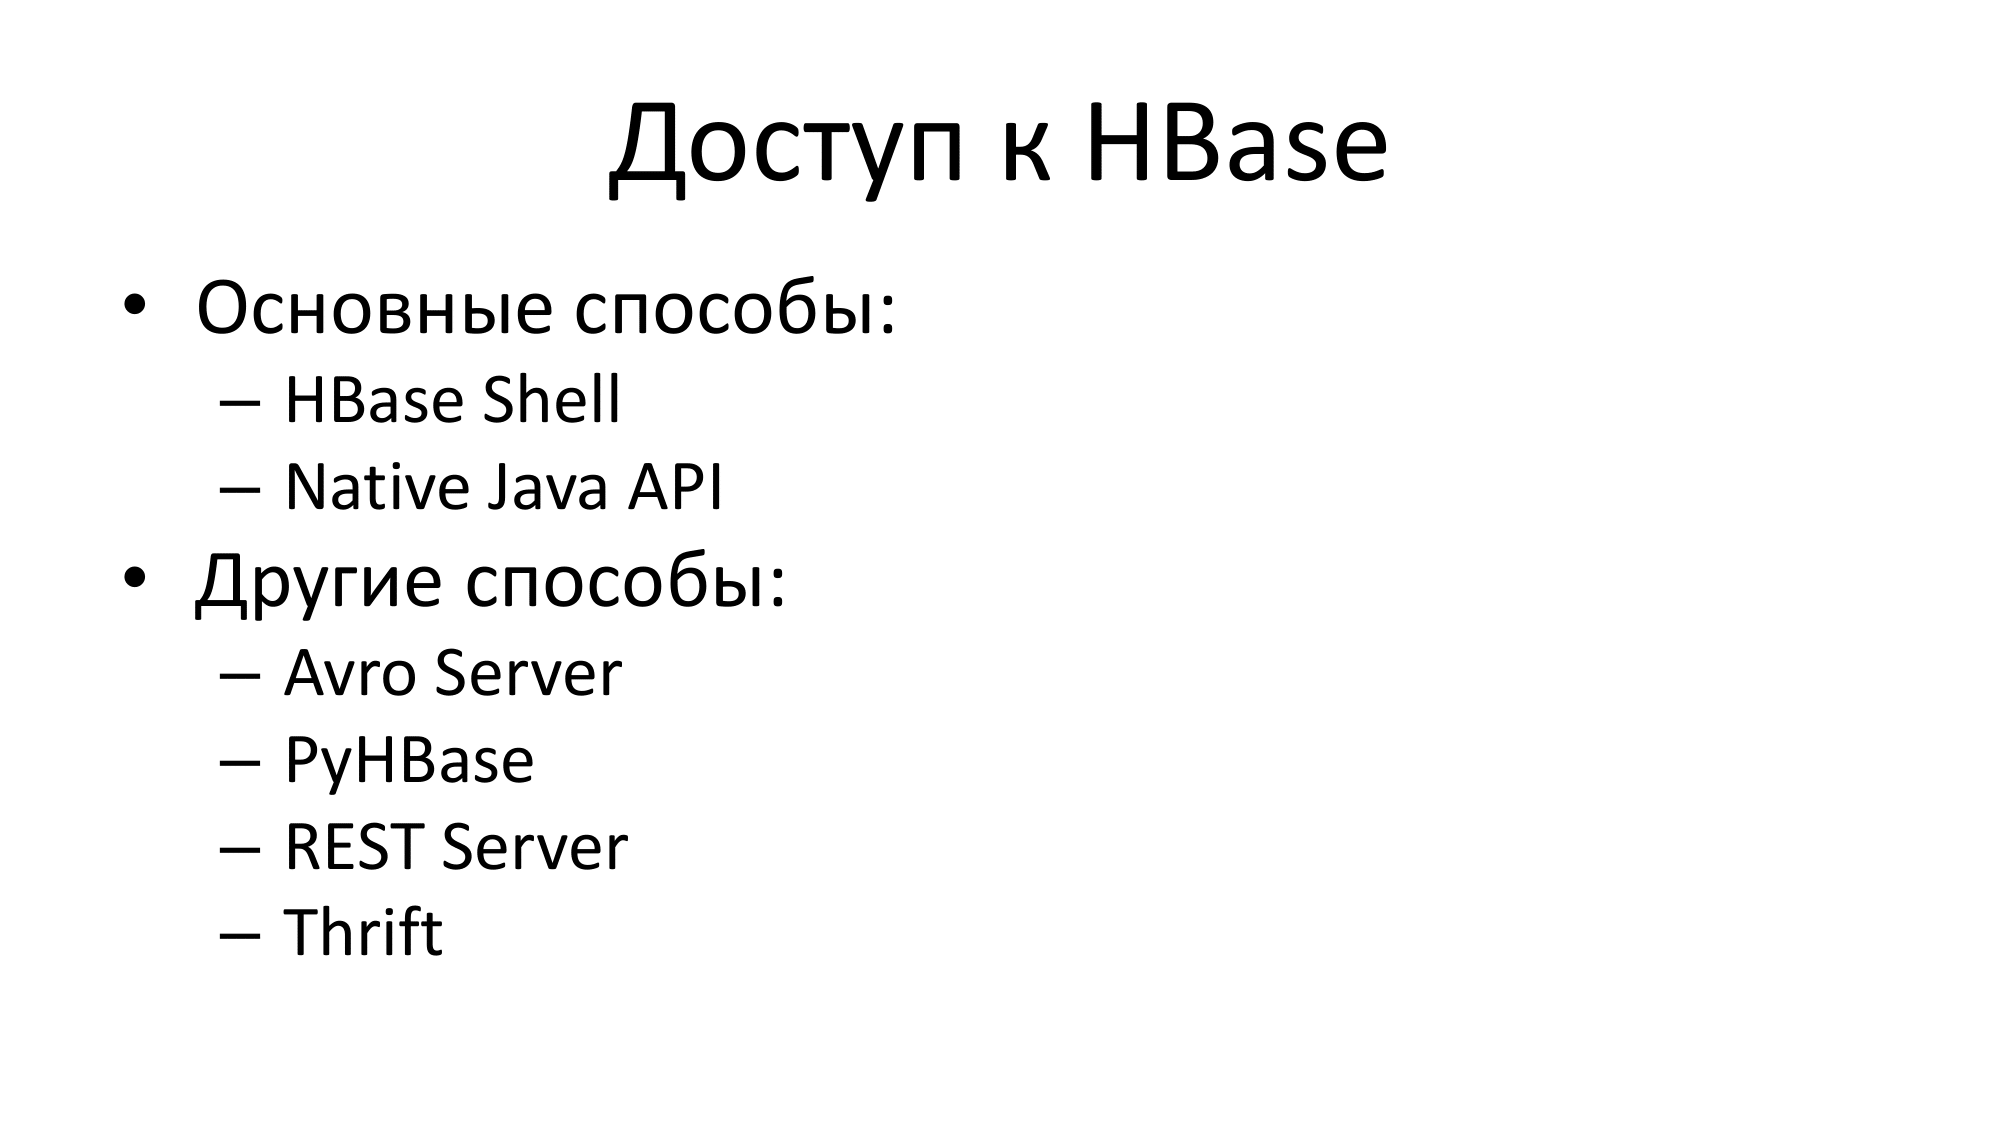 Доступ к HBase
• Основные способы:
– HBase Shell
– Native Java API
• Другие способы:
– Avro Server
– PyHBase
– REST Server
– Thrift